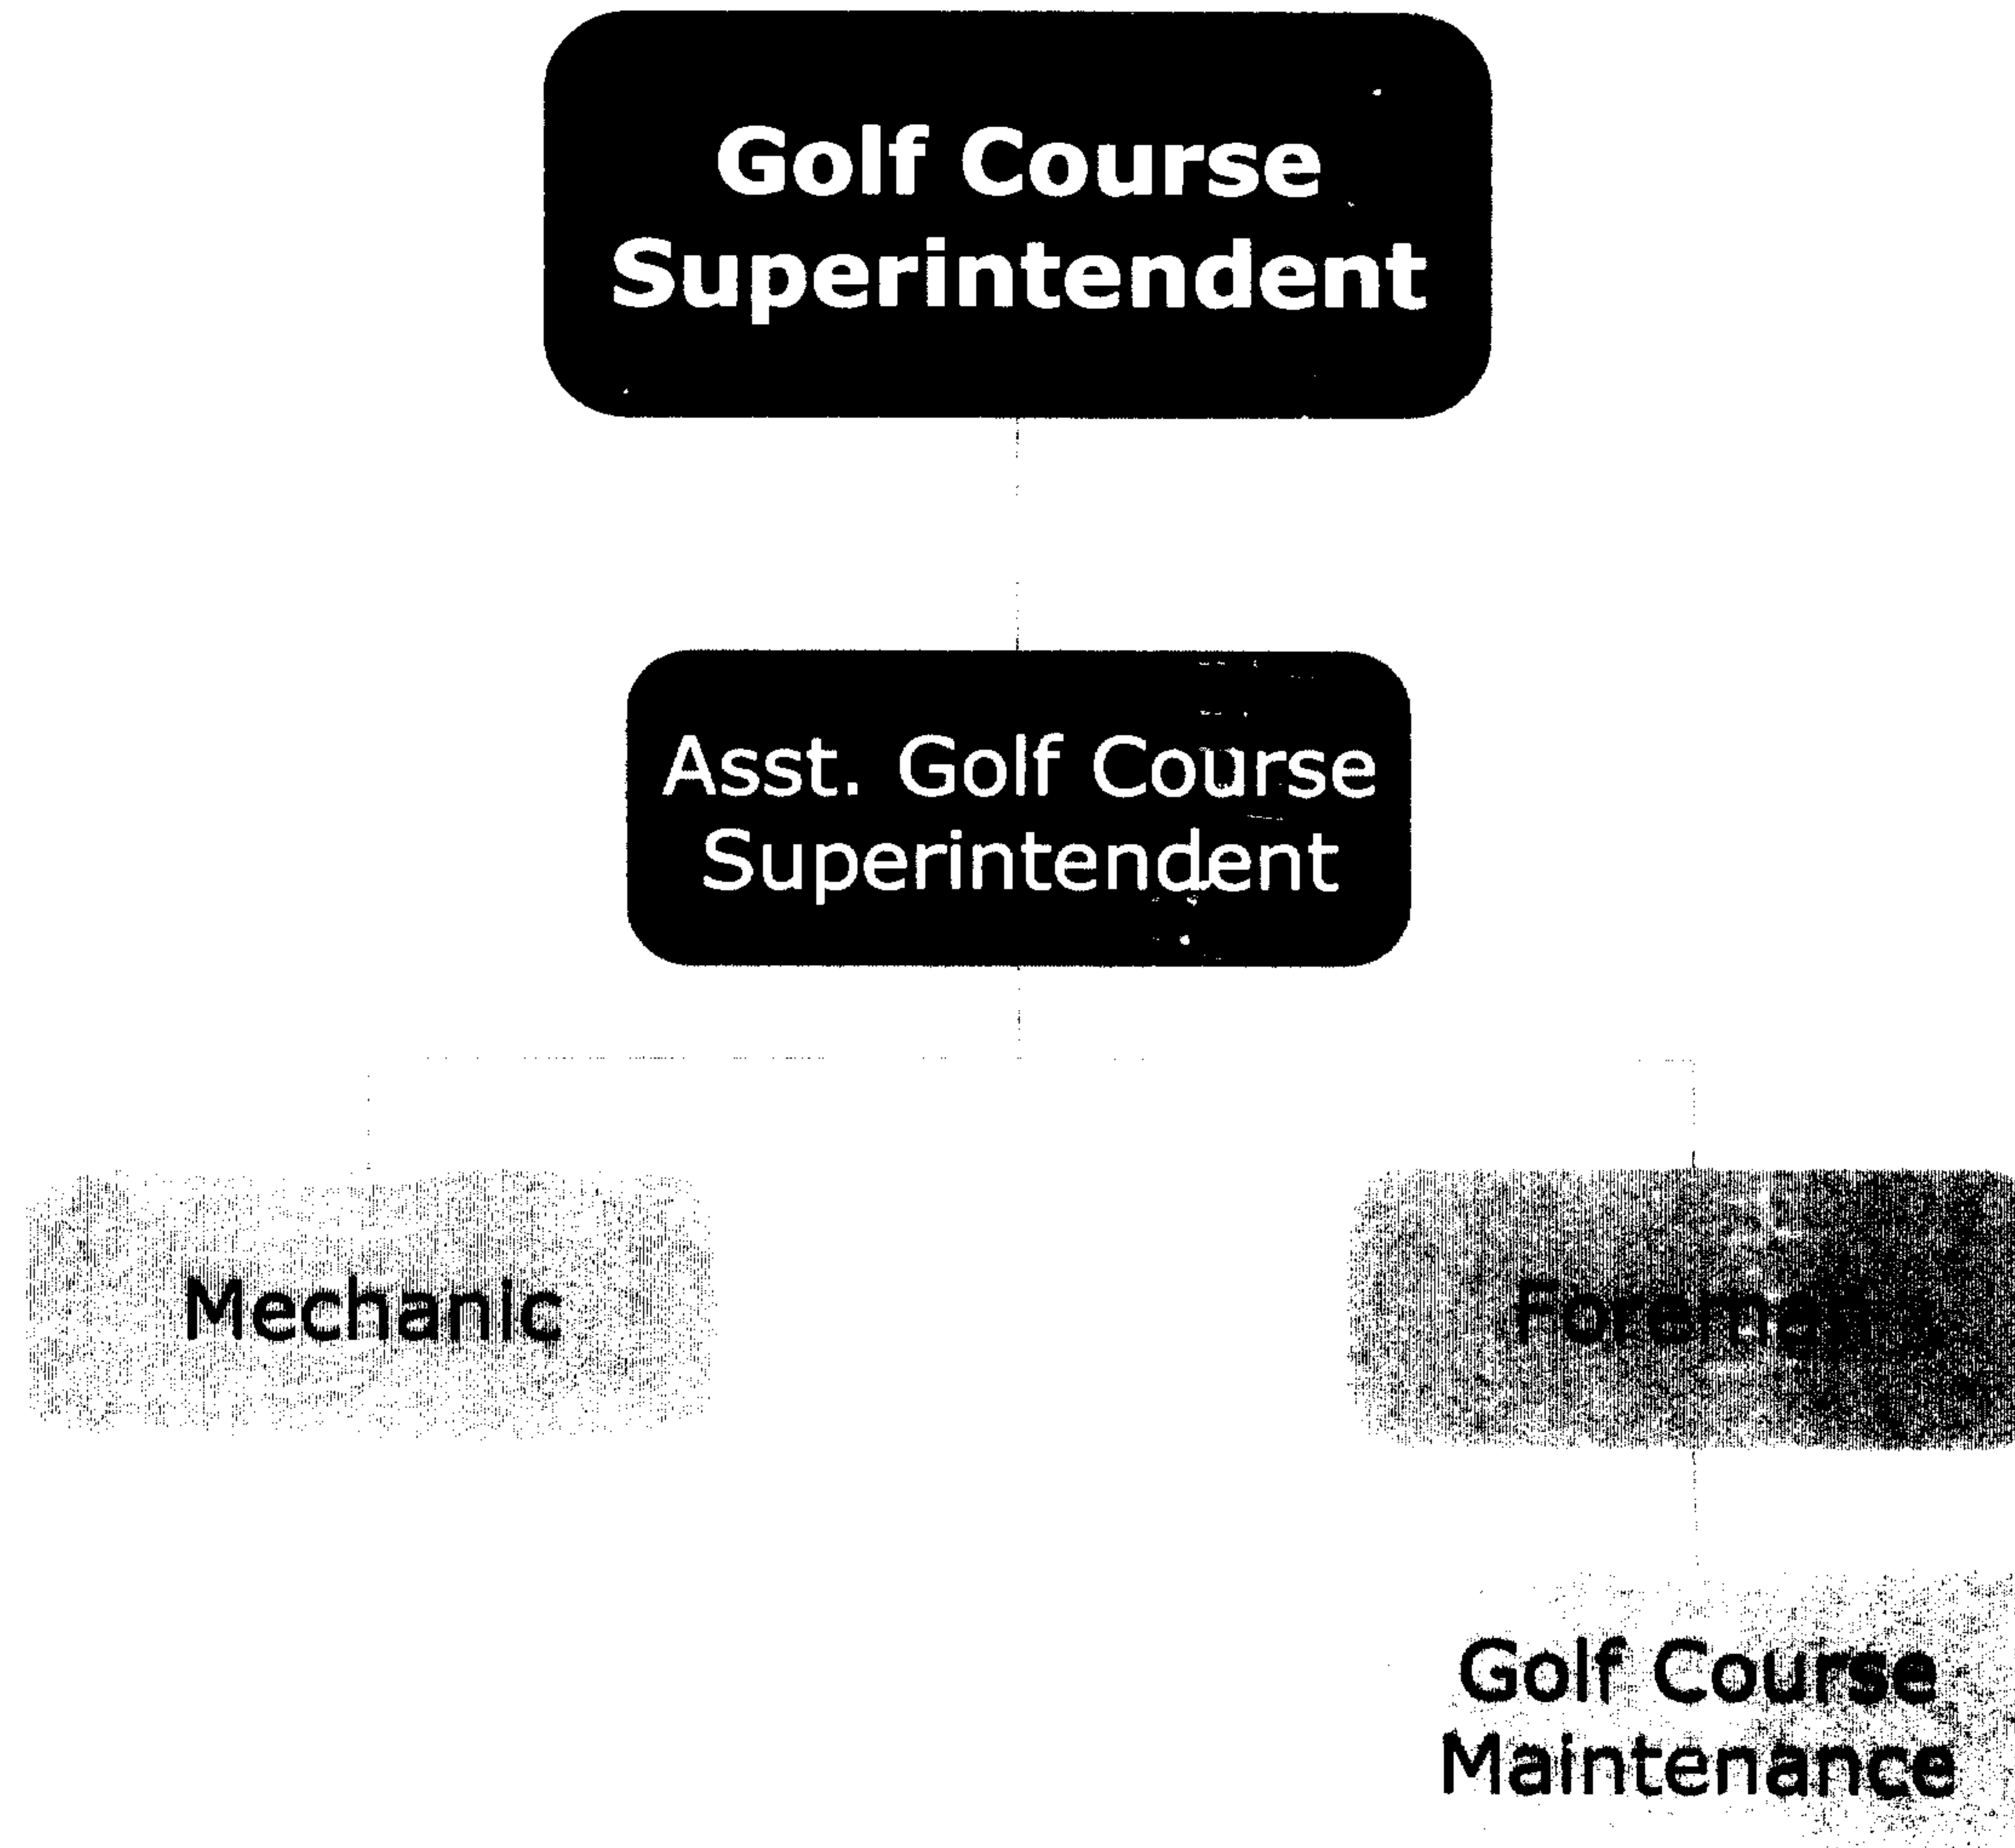 Golf Course
Superintendent
Asst. Golf Course
Superintendent
Mechanic
Golf Course
Maintenance